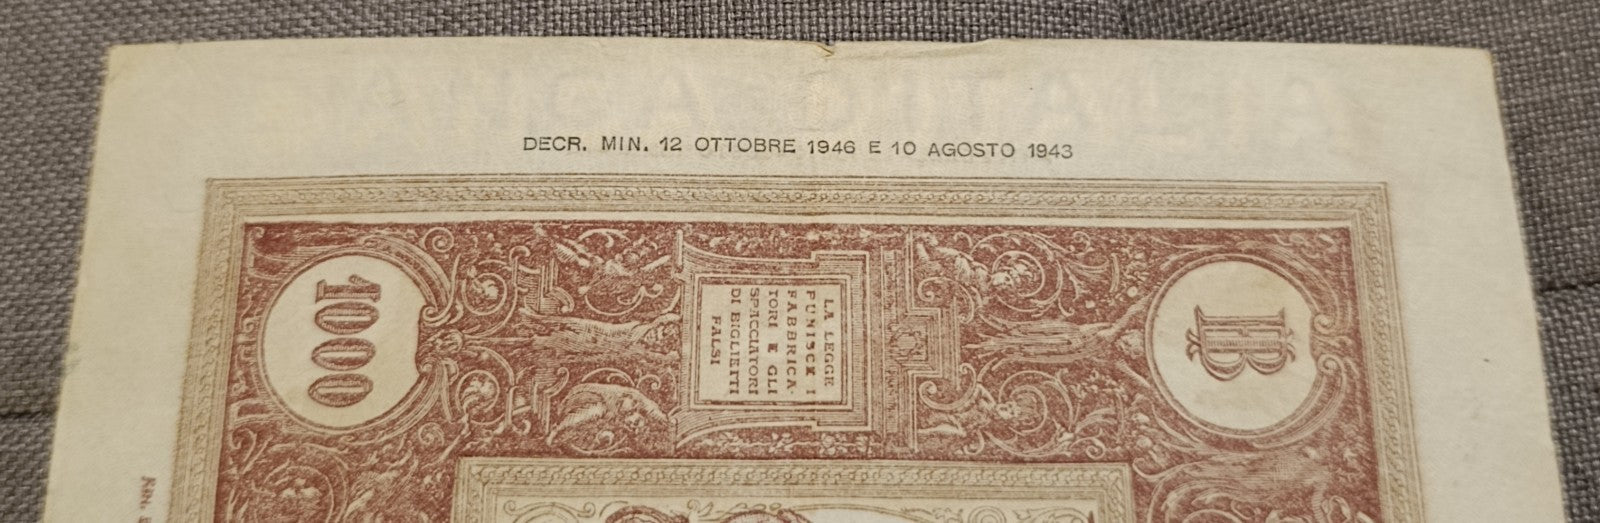 DECR. MIN. 12 OTTOBRE 1946 E 10 AGOSTO 1943
1000
LA LEGGE
PUNISCE I
FABBRICA-
TORI E GLI
SPACCIATORI
DI BIGLIETTI
FALSI